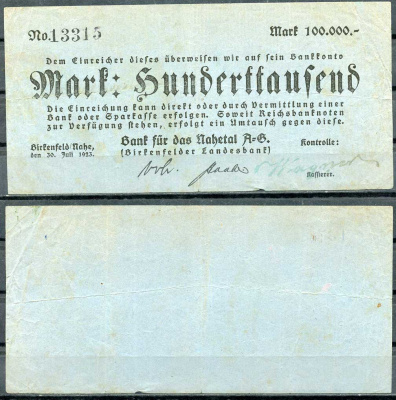 No. 13315 Mark 100.000.-
Dem Einreicher dieses überweisen wir auf sein Bankkonto
Mark: Hunderttausend
Die Einreichung kann direkt oder durch Vermittlung einer
Bank oder Sparkasse erfolgen. Soweit Reichsbanknoten
zur Verfügung stehen, erfolgt ein Umtausch gegen diese.
Birkenfeld-Nahe, Bank für das Nahetal A-G. Kontrolle:
den 30. Juli 1923. (Birkenfelder Landesbank)
Kassierer.